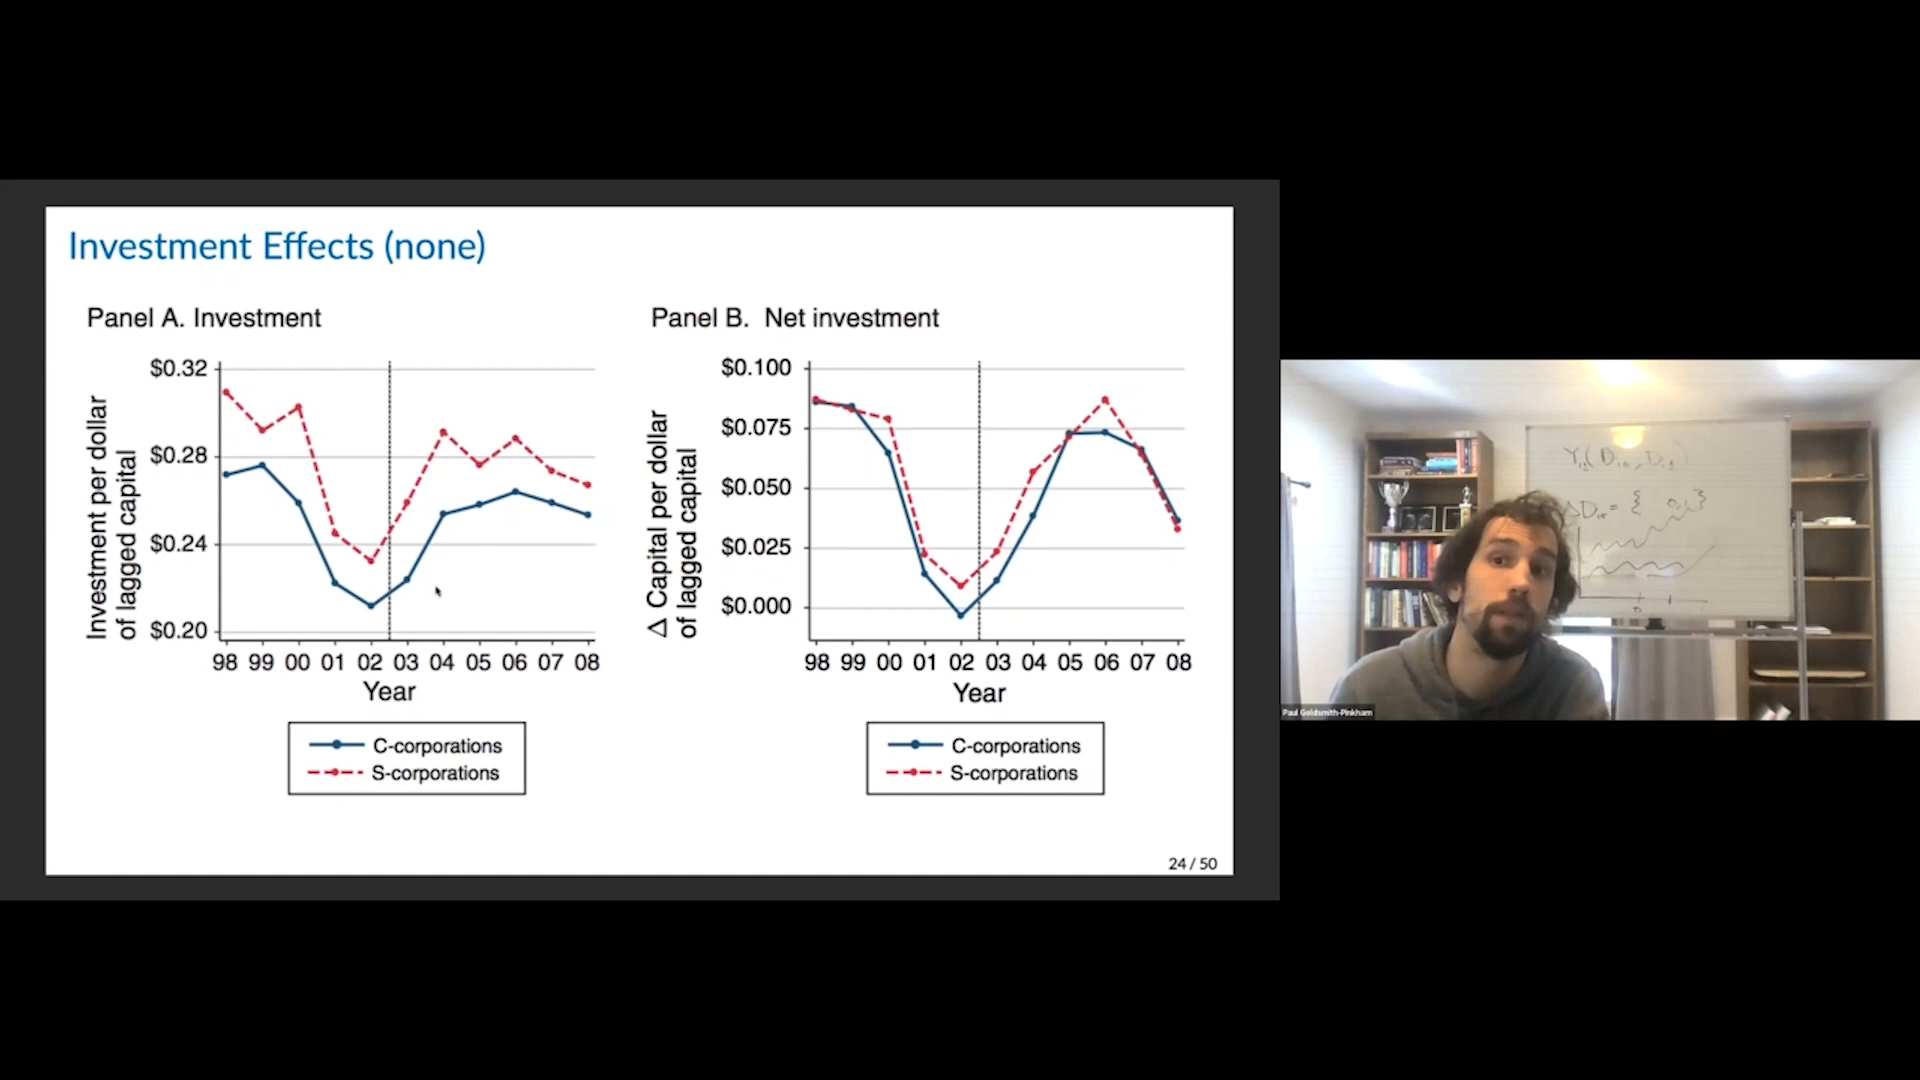 Investment Effects (none)
Panel A. Investment
Investment per dollar
of lagged capital
$0.32
$0.28
$0.24
$0.20
98 99 00 01 02 03 04 05 06 07 08
Year
C-corporations
S-corporations
Panel B. Net investment
Δ Capital per dollar
of lagged capital
$0.100
$0.075
$0.050
$0.025
$0.000
98 99 00 01 02 03 04 05 06 07 08
Year
C-corporations
S-corporations
24 / 50
Paul Goldsmith-Pinkham